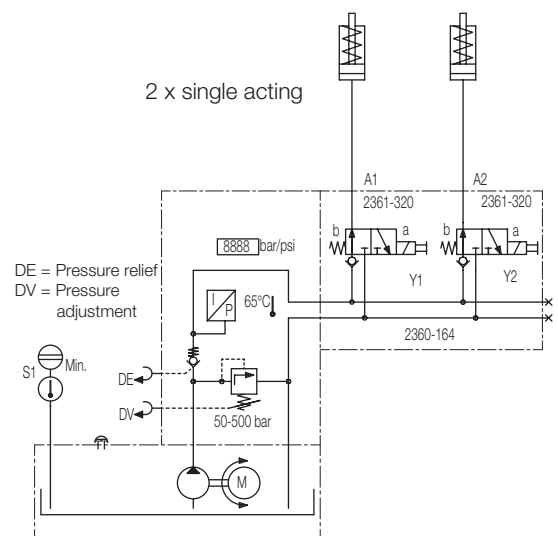 2 x single acting
A1
A2
2361-320
2361-320
b
a
b
a
8888 bar/psi
Y1
Y2
DE = Pressure relief
DV = Pressure
adjustment
I
P
65°C
2360-164
Min.
S1
DE
DV
50-500 bar
M